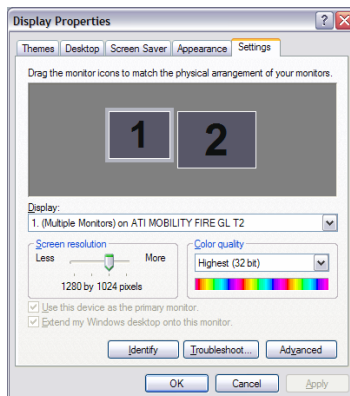 Display Properties
Themes Desktop Screen Saver Appearance Settings
Drag the monitor icons to match the physical arrangement of your monitors.
1 2
Display:
1. (Multiple Monitors) on ATI MOBILITY FIRE GL T2
Screen resolution Color quality
Less More Highest (32 bit)
1280 by 1024 pixels
Use this device as the primary monitor.
Extend my Windows desktop onto this monitor.
Identify Troubleshoot... Advanced
OK Cancel Apply